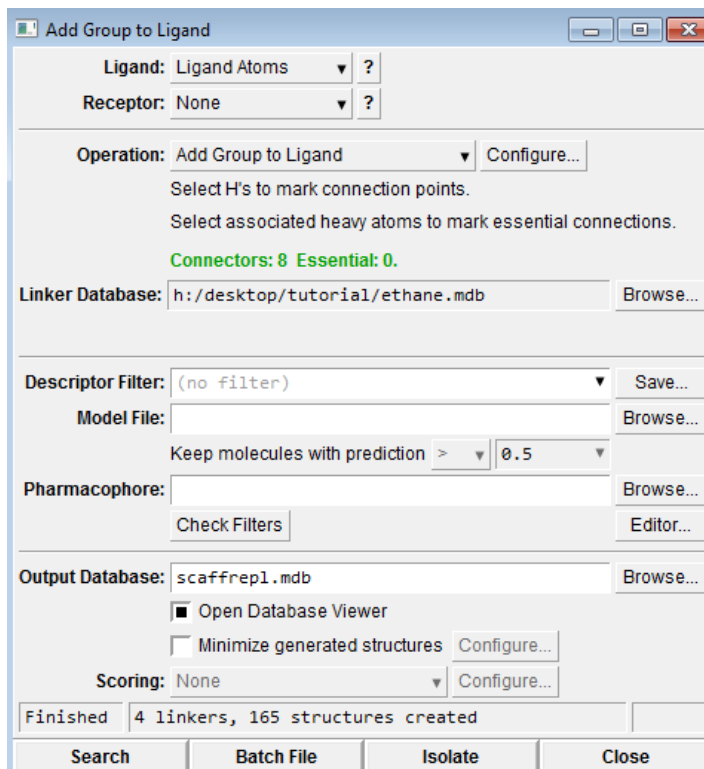 Add Group to Ligand
Ligand: Ligand Atoms ?
Receptor: None ?
Operation: Add Group to Ligand Configure...
Select H's to mark connection points.
Select associated heavy atoms to mark essential connections.
Connectors: 8 Essential: 0.
Linker Database: h:/desktop/tutorial/ethane.mdb Browse...
Descriptor Filter: (no filter) Save...
Model File: Browse...
Keep molecules with prediction > 0.5
Pharmacophore: Browse...
Check Filters Editor...
Output Database: scaffrepl.mdb Browse...
Open Database Viewer
Minimize generated structures Configure...
Scoring: None Configure...
Finished 4 linkers, 165 structures created
Search Batch File Isolate Close